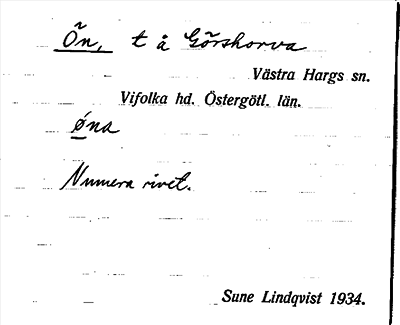 Ön, t å Görshorva
Västra Hargs sn.
Vifolka hd. Östergötl. län.
øna
Numera rivet.
Sune Lindqvist 1934.